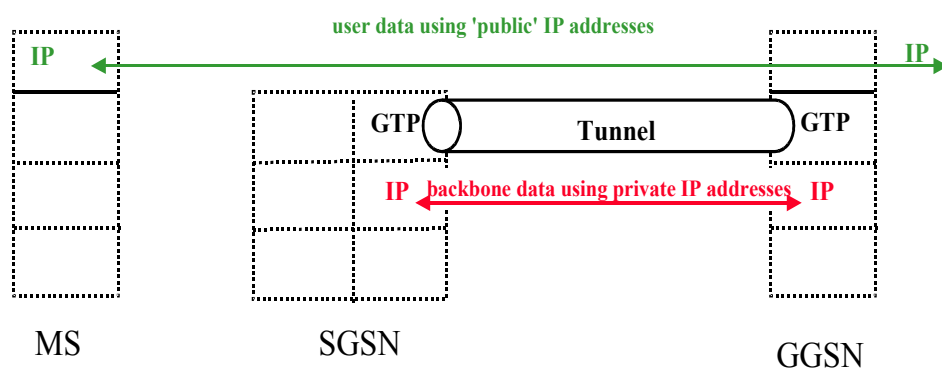 user data using 'public' IP addresses
IP
IP
GTP
Tunnel
GTP
IP
backbone data using private IP addresses
IP
MS
SGSN
GGSN